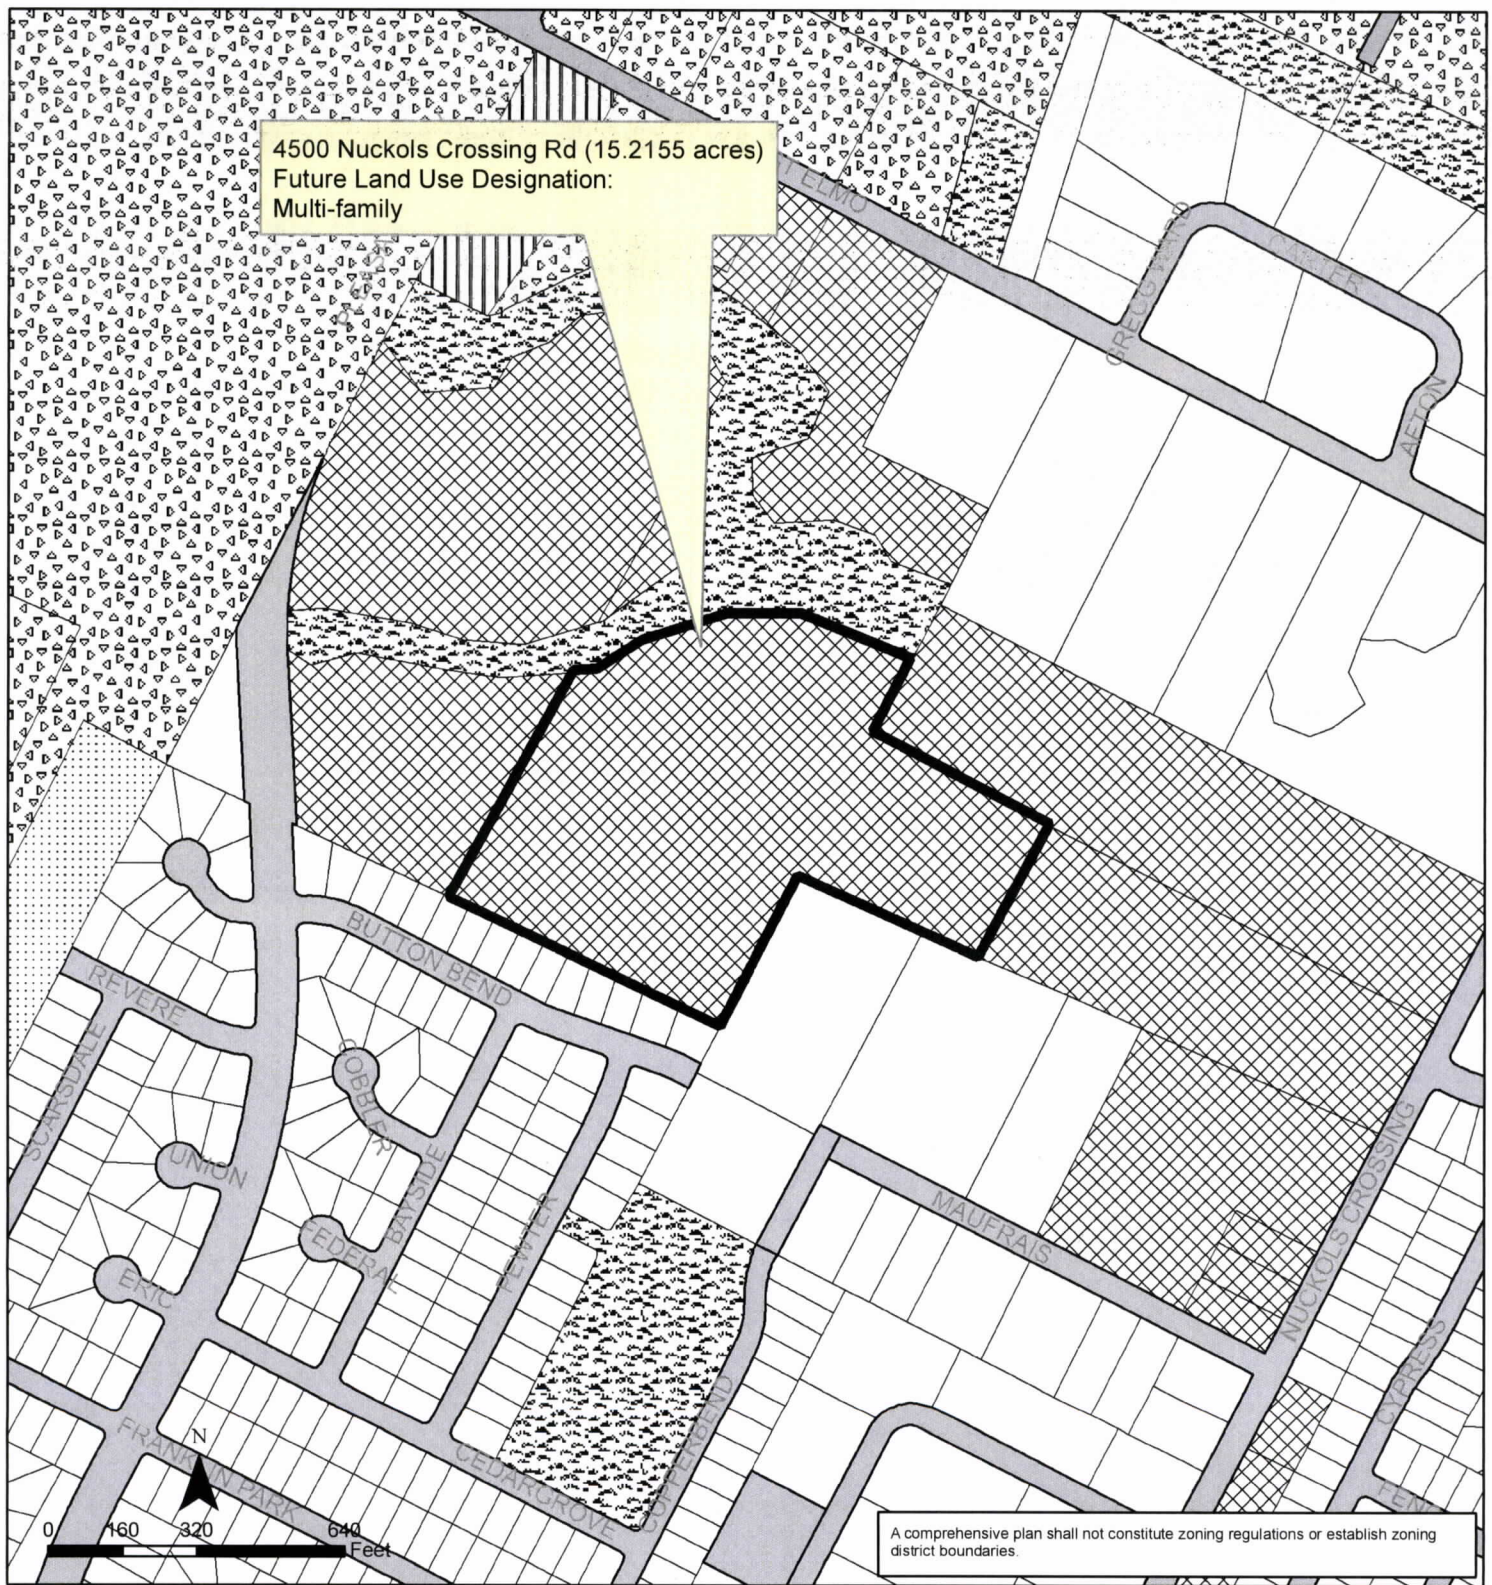 4500 Nuckols Crossing Rd (15.2155 acres)
Future Land Use Designation:
Multi-family
ELMO
GREGG WARD
CARTER
AFTON
BUTTON BEND
REVERE
SCARSDALE
COBBLER
UNION
BAYSIDE
FEDERAL
PEWTER
ERIC
MAUFRAIS
NUCKOLS CROSSING
CYPRESS
FRANKLIN PARK
CEDARGROVE
COPPERBEND
N
0 160 320 640
Feet
A comprehensive plan shall not constitute zoning regulations or establish zoning
district boundaries.